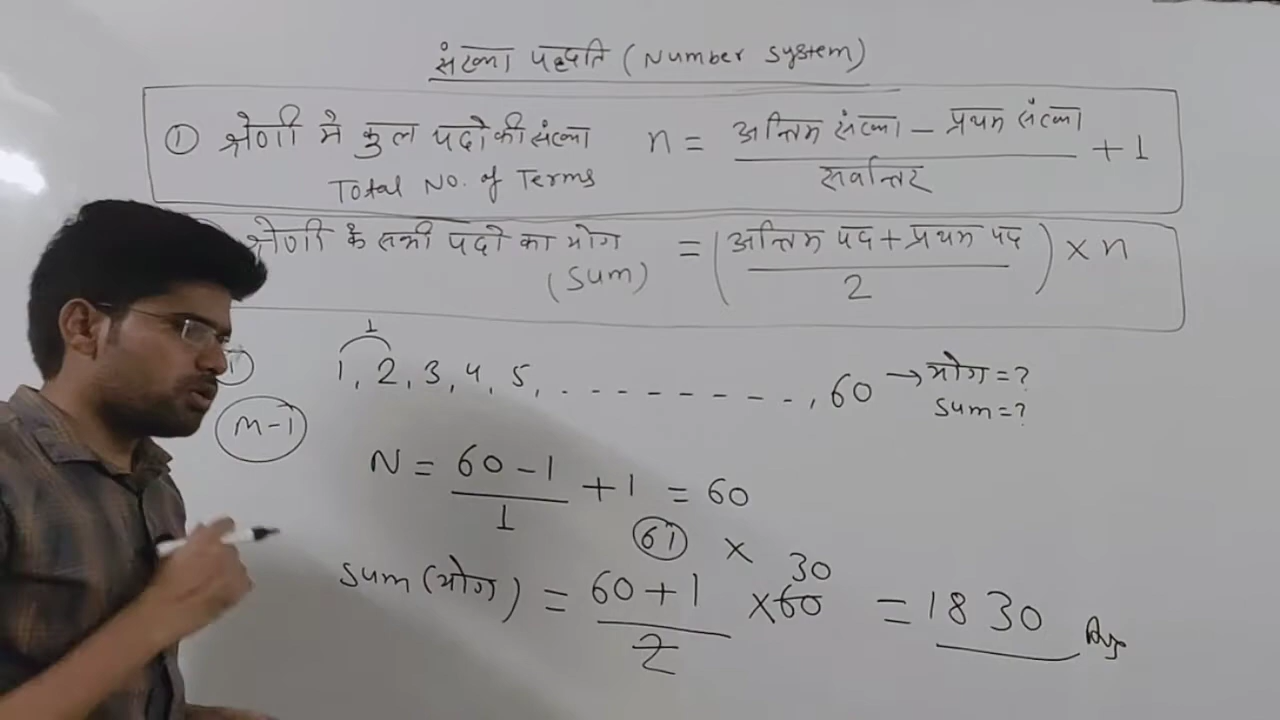 संख्या पद्धति (Number system)
① श्रेणी में कुल पदो की संख्या n = अन्तिम संख्या - प्रथम संख्या / सर्वान्तर + 1
Total No. of Terms
श्रेणी के सभी पदो का योग = (अन्तिम पद + प्रथम पद / 2) × n
(Sum)
1
1, 2, 3, 4, 5, - - - - - - - - -, 60 → योग = ?
sum = ?
M-1
N = 60 - 1 / 1 + 1 = 60
61 × 30
sum (योग) = 60 + 1 / 2 × 60 = 1830 Ans